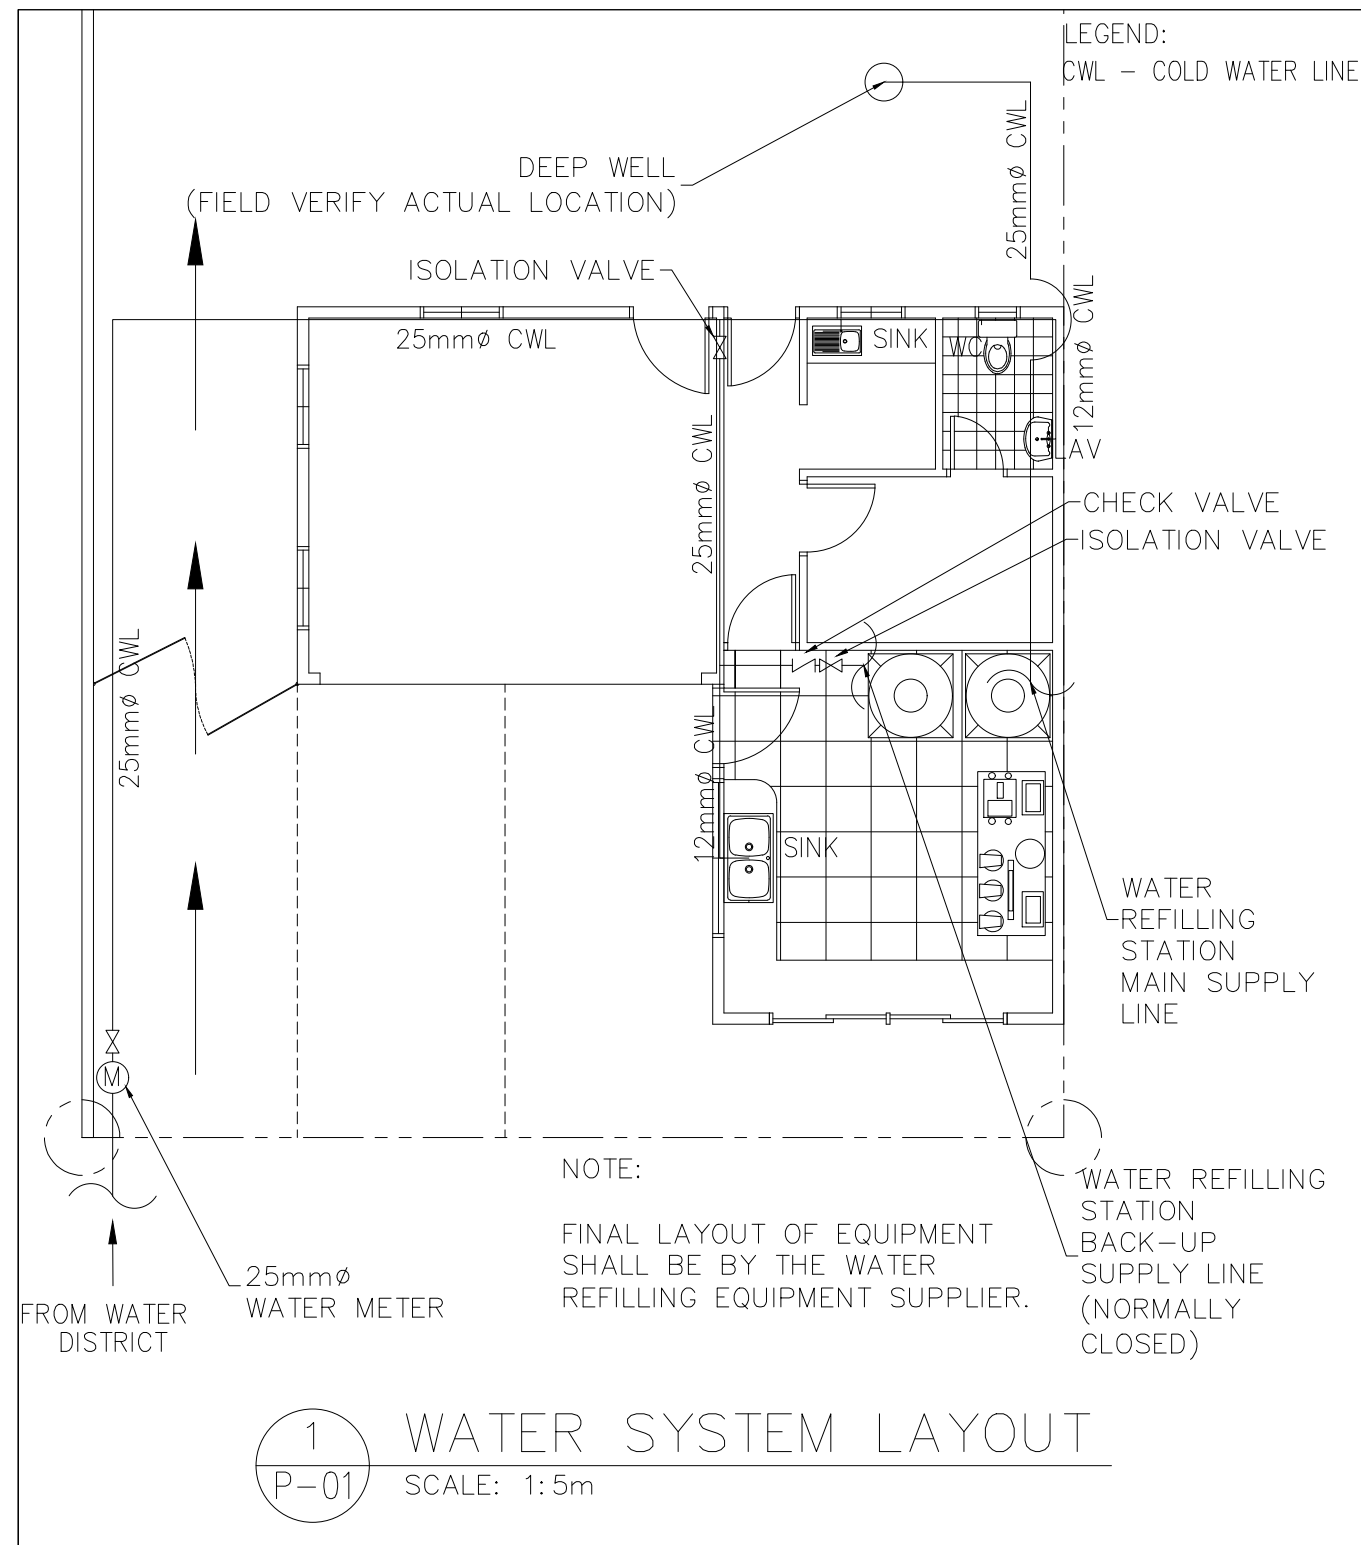 LEGEND:
CWL - COLD WATER LINE
25mmø CWL
DEEP WELL
(FIELD VERIFY ACTUAL LOCATION)
ISOLATION VALVE
25mmø CWL
SINK
WC
12mmø CWL
LAV
25mmø CWL
CHECK VALVE
ISOLATION VALVE
25mmø CWL
12mmø CWL
SINK
WATER
REFILLING
STATION
MAIN SUPPLY
LINE
M
NOTE:
FINAL LAYOUT OF EQUIPMENT
SHALL BE BY THE WATER
REFILLING EQUIPMENT SUPPLIER.
WATER REFILLING
STATION
BACK-UP
SUPPLY LINE
(NORMALLY
CLOSED)
25mmø
WATER METER
FROM WATER
DISTRICT
1
P-01
WATER SYSTEM LAYOUT
SCALE: 1:5m